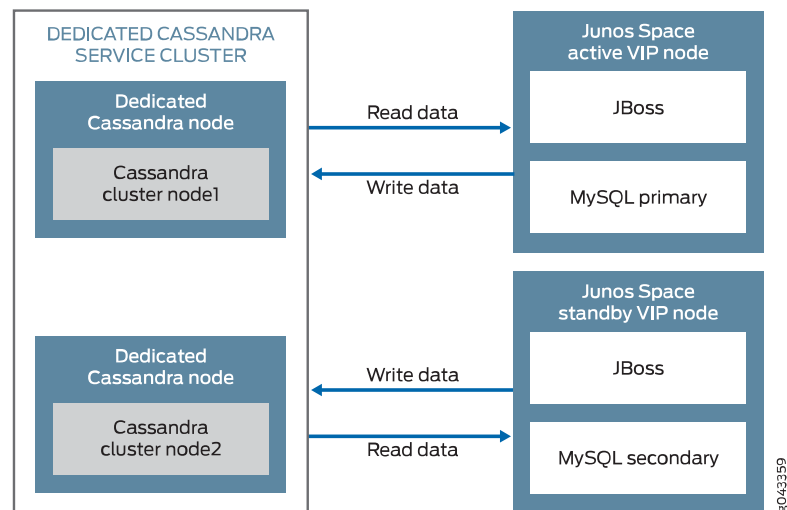 DEDICATED CASSANDRA
SERVICE CLUSTER
Dedicated
Cassandra node
Cassandra
cluster node1
Read data
Write data
Junos Space
active VIP node
JBoss
MySQL primary
Dedicated
Cassandra node
Cassandra
cluster node2
Write data
Read data
Junos Space
standby VIP node
JBoss
MySQL secondary